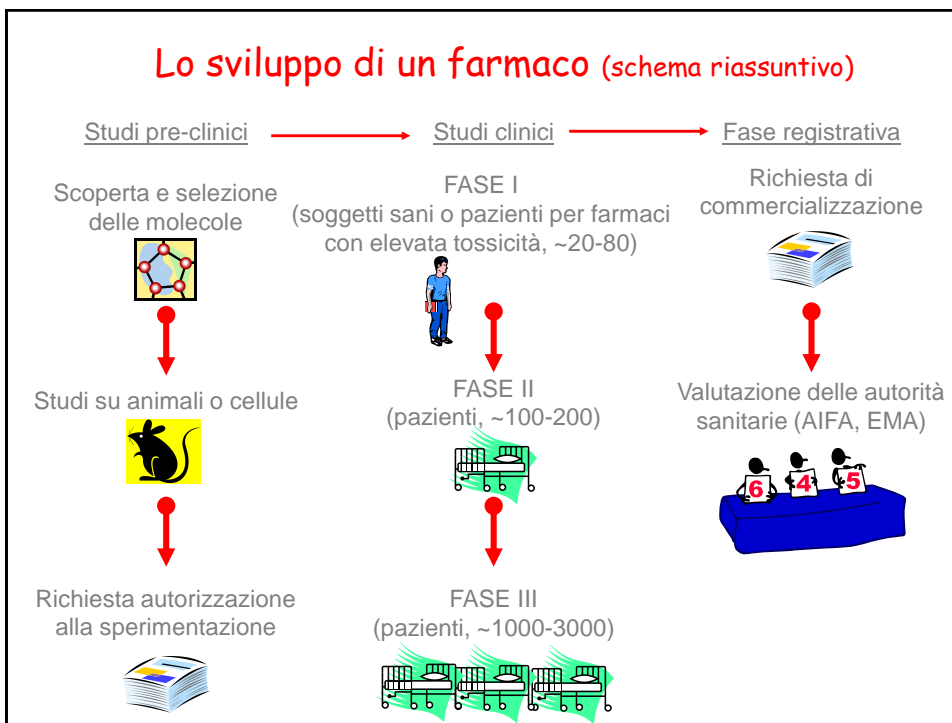 Lo sviluppo di un farmaco (schema riassuntivo)
Studi pre-clinici
Scoperta e selezione
delle molecole
Studi su animali o cellule
Richiesta autorizzazione
alla sperimentazione
Studi clinici
FASE I
(soggetti sani o pazienti per farmaci
con elevata tossicità, ~20-80)
FASE II
(pazienti, ~100-200)
FASE III
(pazienti, ~1000-3000)
Fase registrativa
Richiesta di
commercializzazione
Valutazione delle autorità
sanitarie (AIFA, EMA)
6 4 5